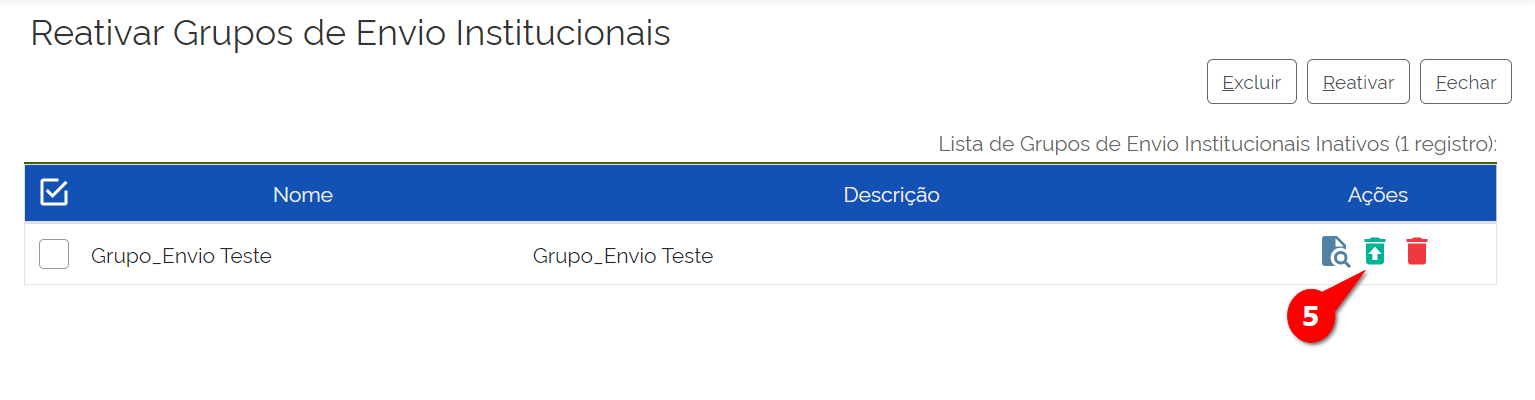 Reativar Grupos de Envio Institucionais
Excluir Reativar Fechar
Lista de Grupos de Envio Institucionais Inativos (1 registro):
Nome Descrição Ações
Grupo_Envio Teste Grupo_Envio Teste
5